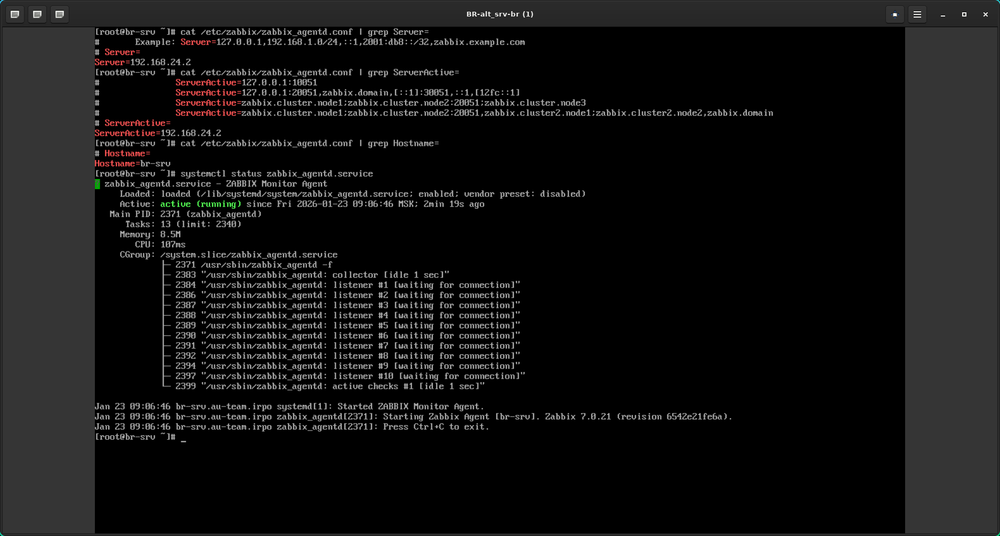 BR-alt_srv-br (1)
[root@br-srv ~]# cat /etc/zabbix/zabbix_agentd.conf | grep Server=
#       Example: Server=127.0.0.1,192.168.1.0/24,::1,2001:db8::/32,zabbix.example.com
# Server=
Server=192.168.24.2
[root@br-srv ~]# cat /etc/zabbix/zabbix_agentd.conf | grep ServerActive=
#               ServerActive=127.0.0.1:10051
#               ServerActive=127.0.0.1:20051,zabbix.domain,[::1]:30051,::1,[12fc::1]
#               ServerActive=zabbix.cluster.node1;zabbix.cluster.node2:20051;zabbix.cluster.node3
#               ServerActive=zabbix.cluster.node1;zabbix.cluster.node2:20051,zabbix.cluster2.node1;zabbix.cluster2.node2,zabbix.domain
# ServerActive=
ServerActive=192.168.24.2
[root@br-srv ~]# cat /etc/zabbix/zabbix_agentd.conf | grep Hostname=
# Hostname=
Hostname=br-srv
[root@br-srv ~]# systemctl status zabbix_agentd.service
zabbix_agentd.service - ZABBIX Monitor Agent
     Loaded: loaded (/lib/systemd/system/zabbix_agentd.service; enabled; vendor preset: disabled)
     Active: active (running) since Fri 2026-01-23 09:06:46 MSK; 2min 19s ago
   Main PID: 2371 (zabbix_agentd)
      Tasks: 13 (limit: 2340)
     Memory: 8.5M
        CPU: 107ms
     CGroup: /system.slice/zabbix_agentd.service
             ├─ 2371 /usr/sbin/zabbix_agentd -f
             ├─ 2383 "/usr/sbin/zabbix_agentd: collector [idle 1 sec]"
             ├─ 2384 "/usr/sbin/zabbix_agentd: listener #1 [waiting for connection]"
             ├─ 2386 "/usr/sbin/zabbix_agentd: listener #2 [waiting for connection]"
             ├─ 2387 "/usr/sbin/zabbix_agentd: listener #3 [waiting for connection]"
             ├─ 2388 "/usr/sbin/zabbix_agentd: listener #4 [waiting for connection]"
             ├─ 2389 "/usr/sbin/zabbix_agentd: listener #5 [waiting for connection]"
             ├─ 2390 "/usr/sbin/zabbix_agentd: listener #6 [waiting for connection]"
             ├─ 2391 "/usr/sbin/zabbix_agentd: listener #7 [waiting for connection]"
             ├─ 2392 "/usr/sbin/zabbix_agentd: listener #8 [waiting for connection]"
             ├─ 2394 "/usr/sbin/zabbix_agentd: listener #9 [waiting for connection]"
             ├─ 2397 "/usr/sbin/zabbix_agentd: listener #10 [waiting for connection]"
             └─ 2399 "/usr/sbin/zabbix_agentd: active checks #1 [idle 1 sec]"
Jan 23 09:06:46 br-srv.au-team.irpo systemd[1]: Started ZABBIX Monitor Agent.
Jan 23 09:06:46 br-srv.au-team.irpo zabbix_agentd[2371]: Starting Zabbix Agent [br-srv]. Zabbix 7.0.21 (revision 6542e21fe6a).
Jan 23 09:06:46 br-srv.au-team.irpo zabbix_agentd[2371]: Press Ctrl+C to exit.
[root@br-srv ~]# _